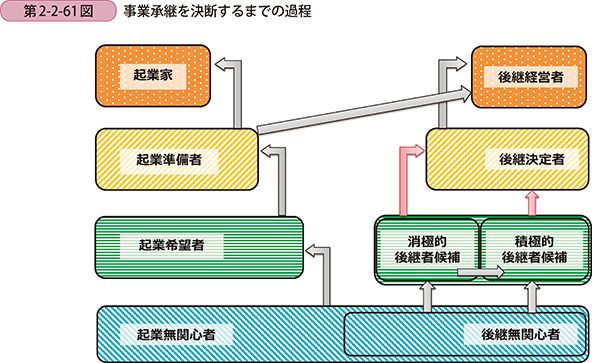 第2-2-61図 事業承継を決断するまでの過程
起業家
後継経営者
起業準備者
後継決定者
起業希望者
消極的
後継者候補
積極的
後継者候補
起業無関心者
後継無関心者